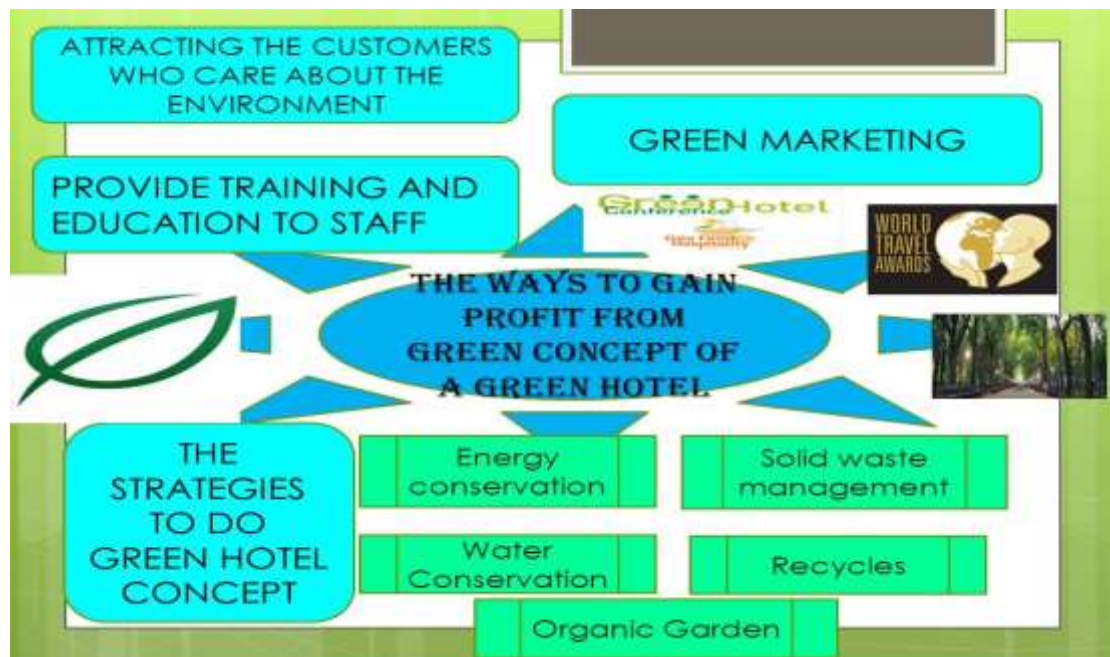 ATTRACTING THE CUSTOMERS
WHO CARE ABOUT THE
ENVIRONMENT
GREEN MARKETING
PROVIDE TRAINING AND
EDUCATION TO STAFF
Green
Conference Hotel
Hospitality
WORLD
TRAVEL
AWARDS
THE WAYS TO GAIN
PROFIT FROM
GREEN CONCEPT OF
A GREEN HOTEL
THE
STRATEGIES
TO DO
GREEN HOTEL
CONCEPT
Energy
conservation
Solid waste
management
Water
Conservation
Recycles
Organic Garden